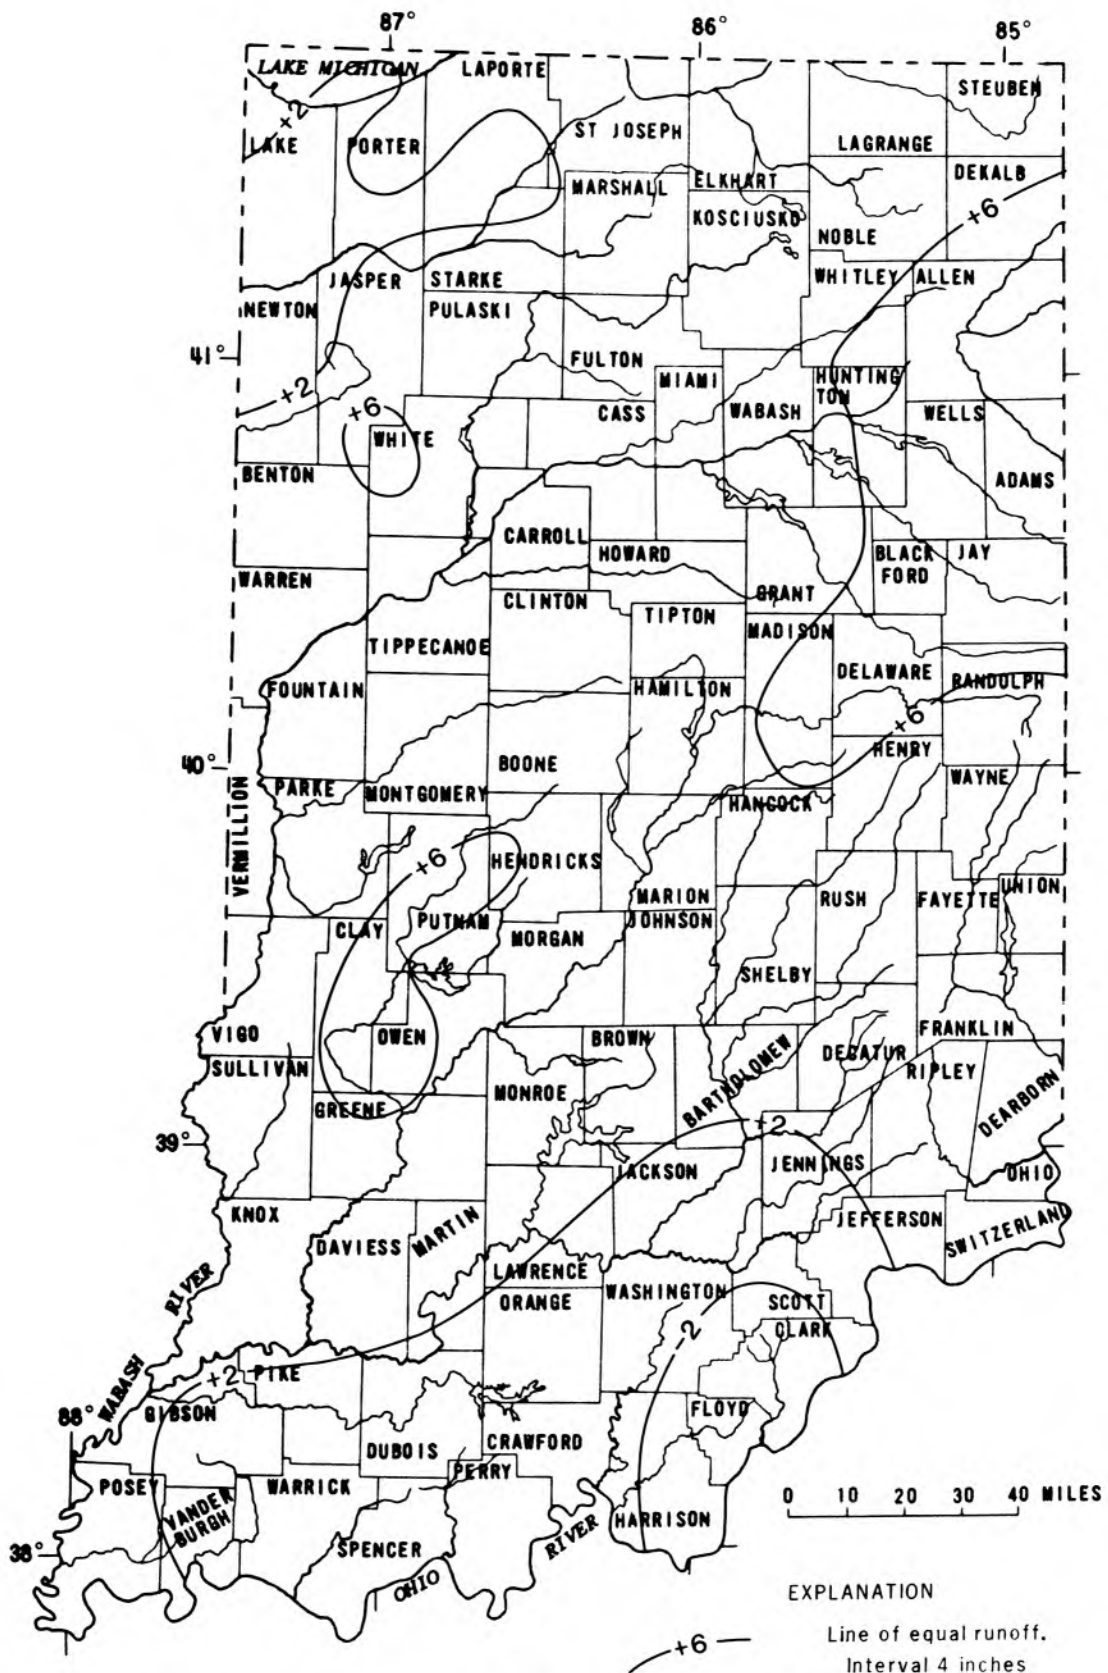 87° 86° 85°
LAKE MICHIGAN LAPORTE
STEUBEN
+2
ST JOSEPH
LAKE PORTER LAGRANGE
DEKALB
MARSHALL ELKHART
+6
KOSCIUSKO
NOBLE
JASPER STARKE WHITLEY ALLEN
NEWTON PULASKI
41° FULTON
MIAMI HUNTING
TON
+2
+6 CASS WABASH WELLS
WHITE
BENTON ADAMS
CARROLL
HOWARD BLACK
FORD JAY
WARREN
CLINTON GRANT
TIPTON MADISON
TIPPECANOE
DELAWARE
FOUNTAIN HAMILTON RANDOLPH
+6
HENRY
40° BOONE WAYNE
PARKE MONTGOMERY HANCOCK
VERMILLION
+6 HENDRICKS
MARION RUSH FAYETTE UNION
CLAY PUTNAM JOHNSON
MORGAN
SHELBY
VIGO OWEN BROWN FRANKLIN
BARTHOLOMEW DECATUR
SULLIVAN RIPLEY
MONROE DEARBORN
GREENE
+2
39°
JACKSON JENNINGS OHIO
KNOX MARTIN JEFFERSON SWITZERLAND
DAVIESS
LAWRENCE
WASHINGTON
ORANGE SCOTT
-2 CLARK
WABASH RIVER
+2 PIKE
88° GIBSON FLOYD
DUBOIS CRAWFORD
PERRY
POSEY WARRICK
VANDER
BURGH
HARRISON
0 10 20 30 40 MILES
38° SPENCER
OHIO RIVER
EXPLANATION
+6 Line of equal runoff.
Interval 4 inches